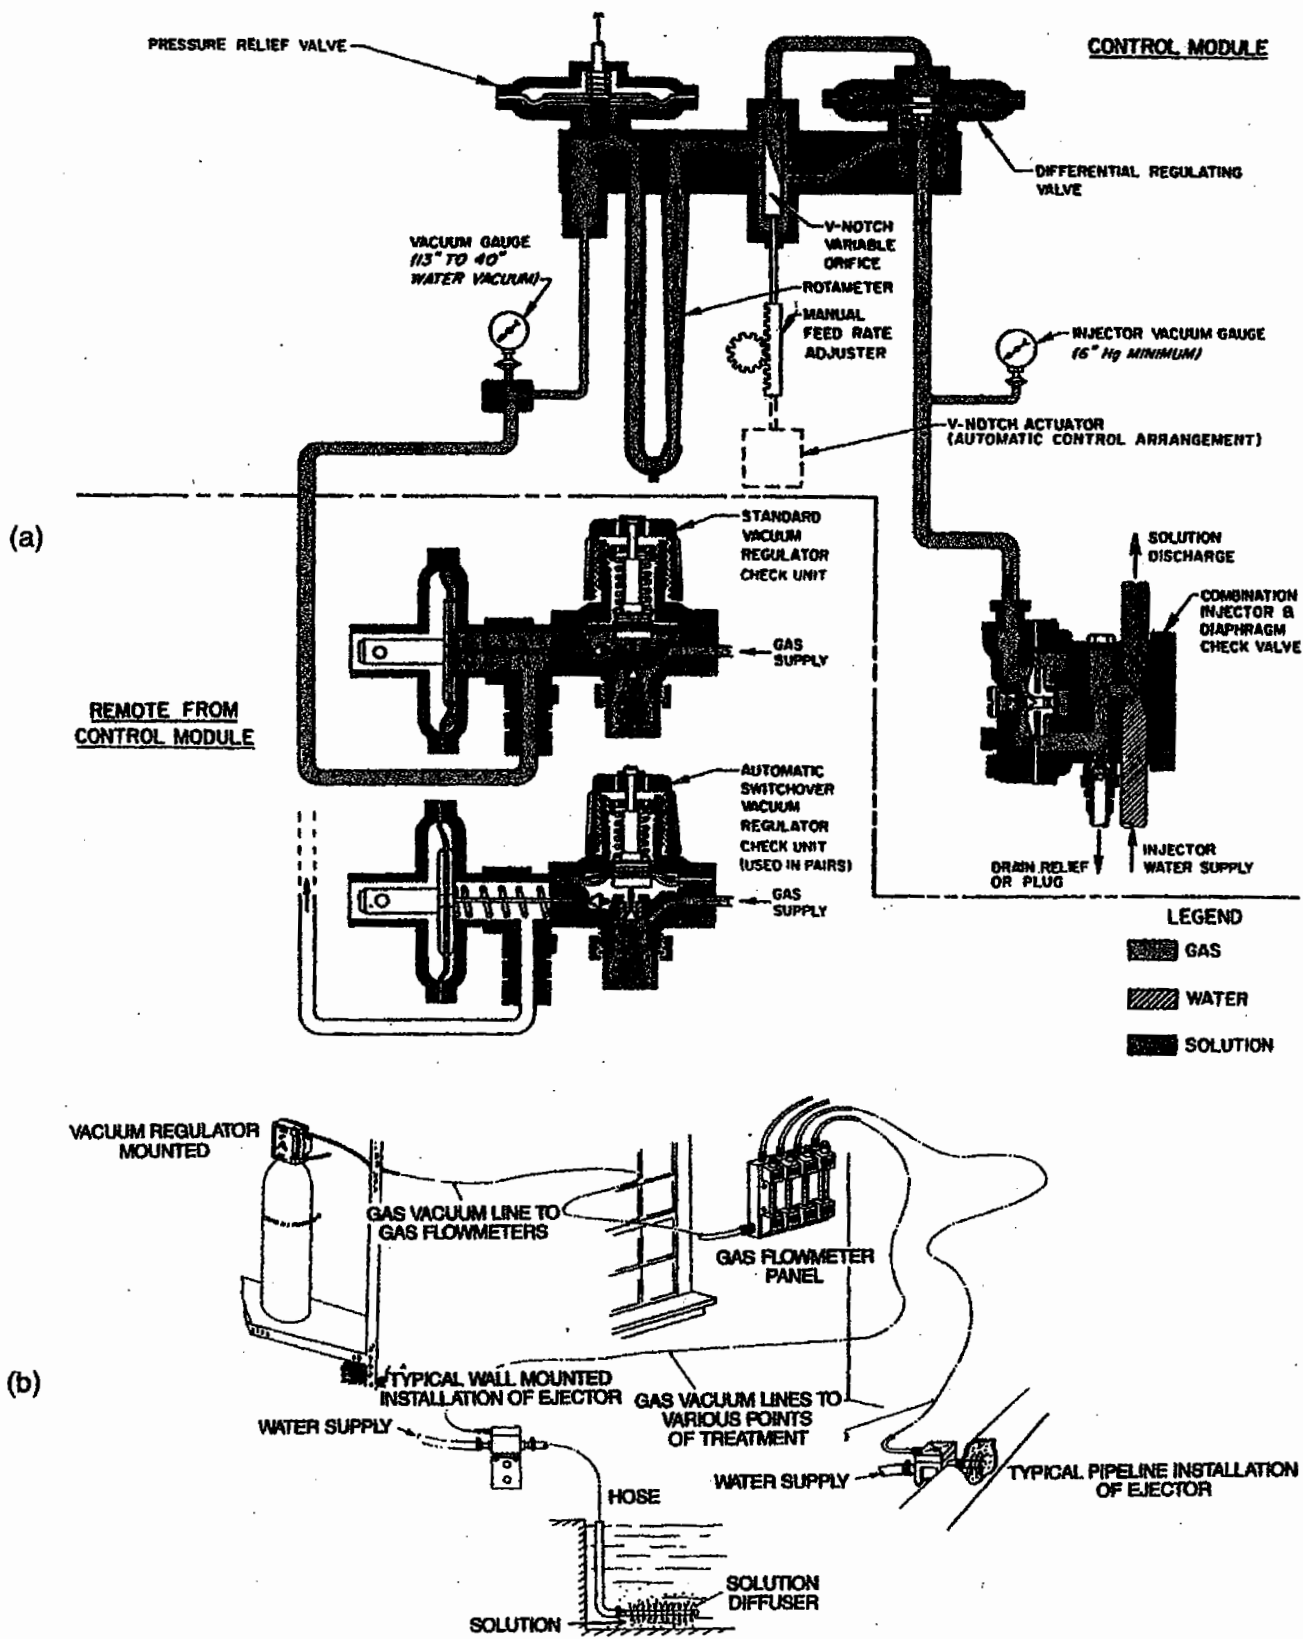 PRESSURE RELIEF VALVE
CONTROL MODULE
DIFFERENTIAL REGULATING
VALVE
V-NOTCH
VARIABLE
ORIFICE
VACUUM GAUGE
(13" TO 40"
WATER VACUUM)
ROTAMETER
MANUAL
FEED RATE
ADJUSTER
INJECTOR VACUUM GAUGE
(6" Hg MINIMUM)
V-NOTCH ACTUATOR
(AUTOMATIC CONTROL ARRANGEMENT)
(a)
STANDARD
VACUUM
REGULATOR
CHECK UNIT
SOLUTION
DISCHARGE
COMBINATION
INJECTOR &
DIAPHRAGM
CHECK VALVE
GAS
SUPPLY
REMOTE FROM
CONTROL MODULE
AUTOMATIC
SWITCHOVER
VACUUM
REGULATOR
CHECK UNIT
(USED IN PAIRS)
GAS
SUPPLY
DRAIN RELIEF
OR PLUG
INJECTOR
WATER SUPPLY
LEGEND
GAS
WATER
SOLUTION
VACUUM REGULATOR
MOUNTED
GAS VACUUM LINE TO
GAS FLOWMETERS
GAS FLOWMETER
PANEL
(b)
TYPICAL WALL MOUNTED
INSTALLATION OF EJECTOR
GAS VACUUM LINES TO
VARIOUS POINTS
OF TREATMENT
WATER SUPPLY
WATER SUPPLY
TYPICAL PIPELINE INSTALLATION
OF EJECTOR
HOSE
SOLUTION
DIFFUSER
SOLUTION